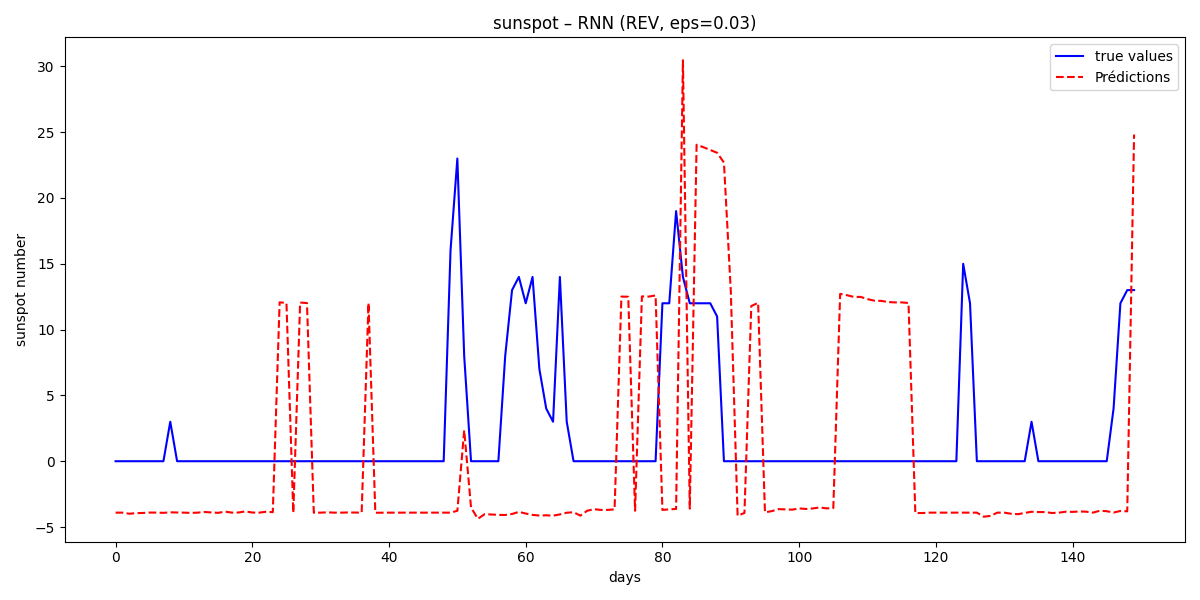 sunspot – RNN (REV, eps=0.03)
true values
Prédictions
30
25
20
15
10
5
0
−5
sunspot number
0 20 40 60 80 100 120 140
days